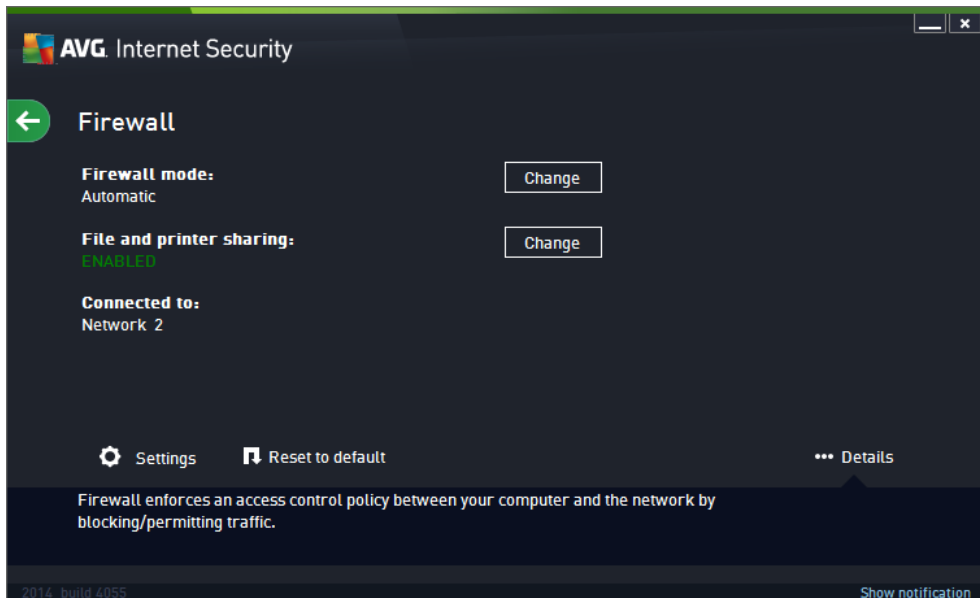 AVG. Internet Security
Firewall
Firewall mode:
Automatic
Change
File and printer sharing:
ENABLED
Change
Connected to:
Network 2
Settings
Reset to default
Details
Firewall enforces an access control policy between your computer and the network by
blocking/permitting traffic.
2014 build 4055
Show notification